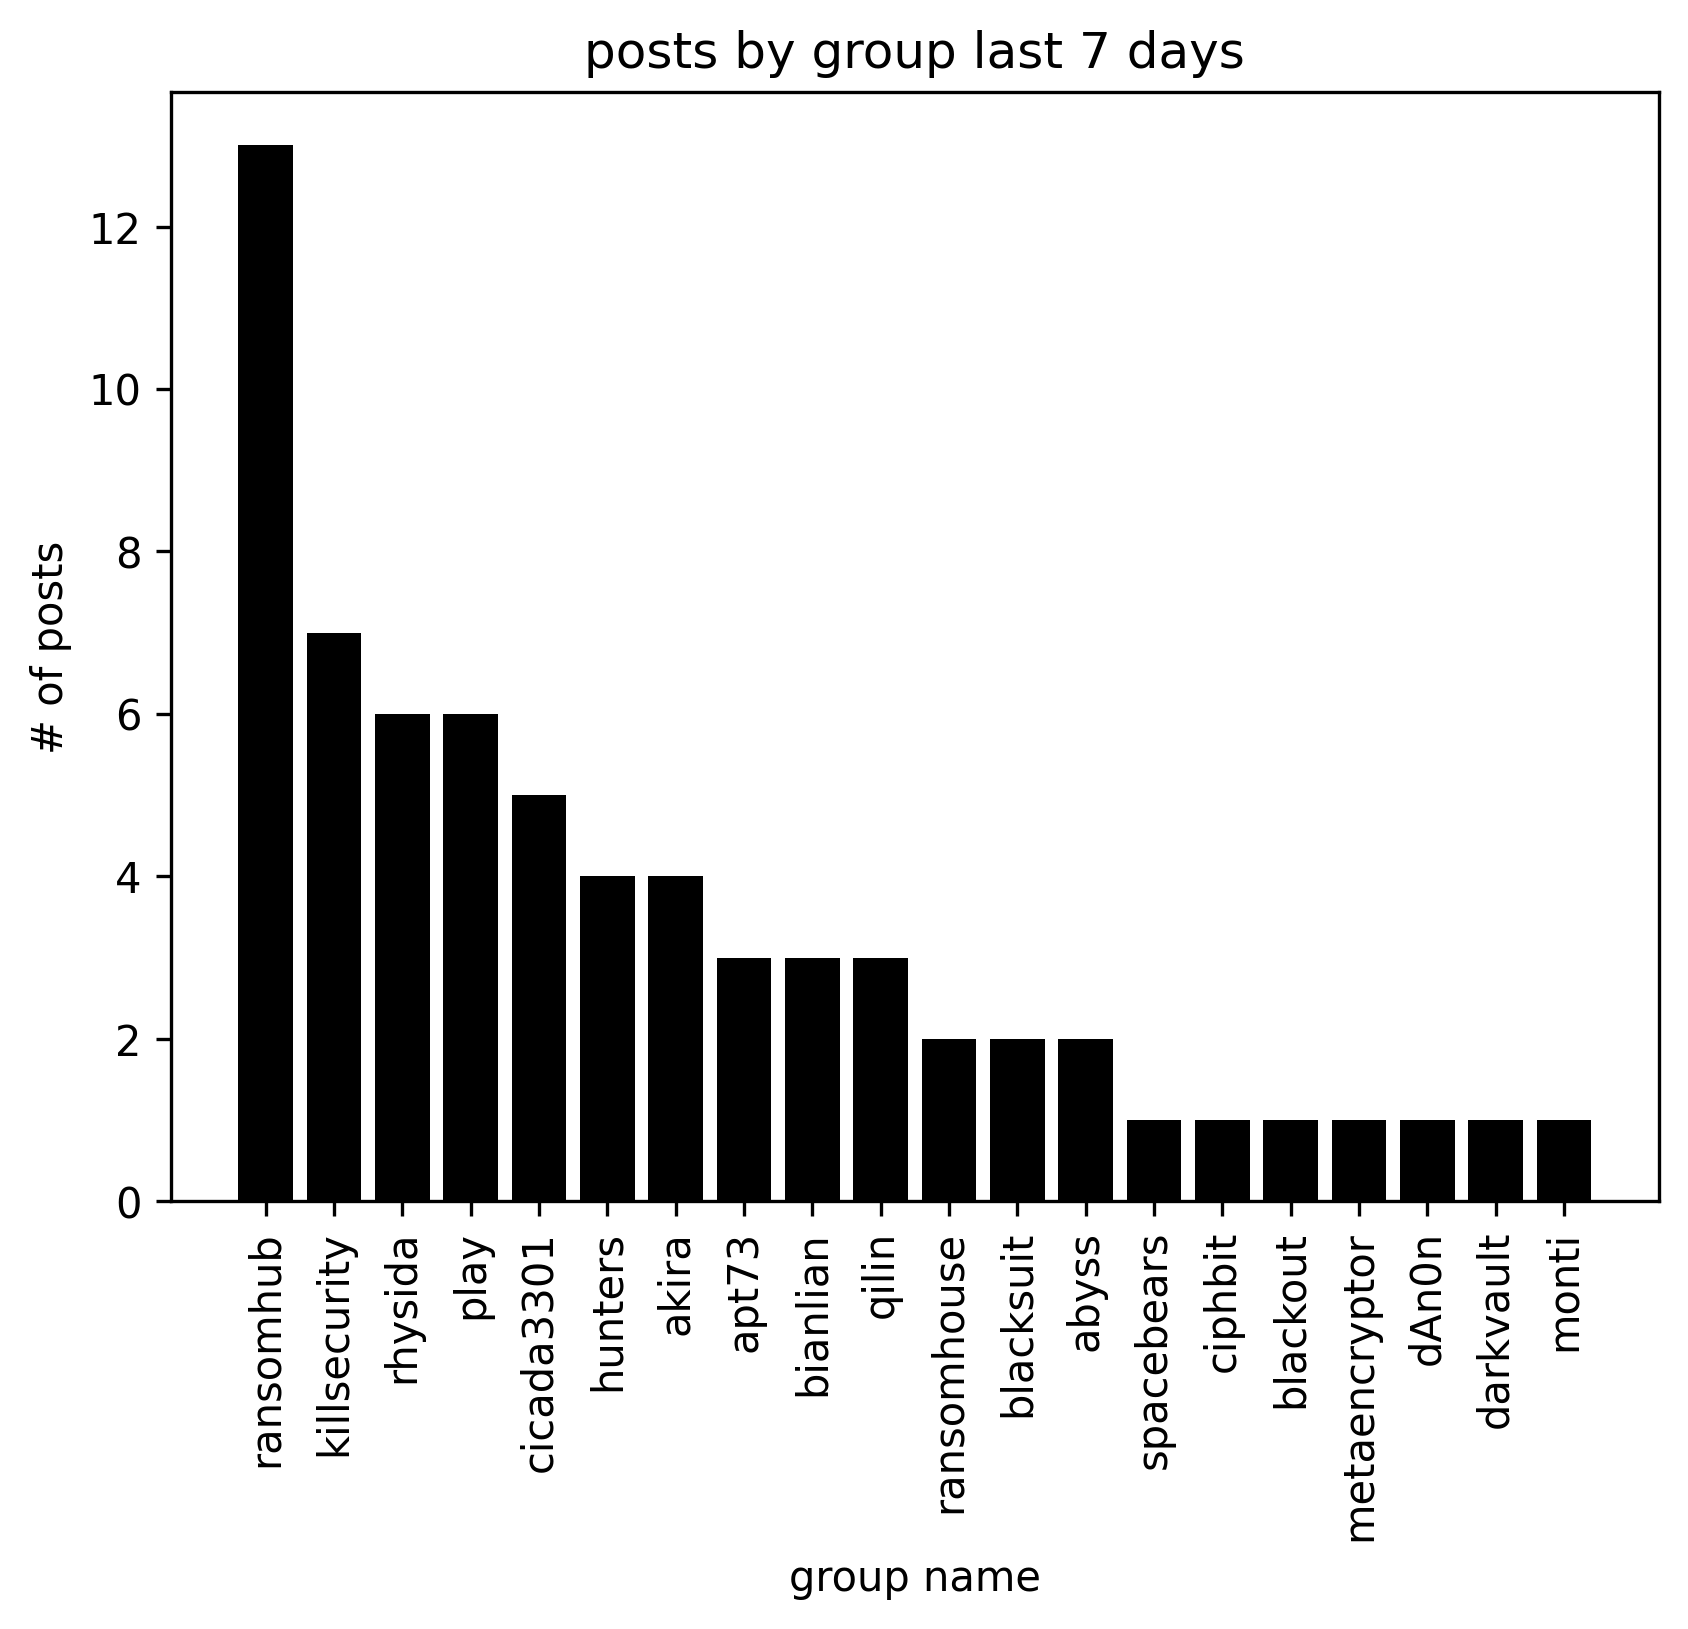 posts by group last 7 days
# of posts
12
10
8
6
4
2
0
ransomhub
killsecurity
rhysida
play
cicada3301
hunters
akira
apt73
bianlian
qilin
ransomhouse
blacksuit
abyss
spacebears
ciphbit
blackout
metaencryptor
dAn0n
darkvault
monti
group name